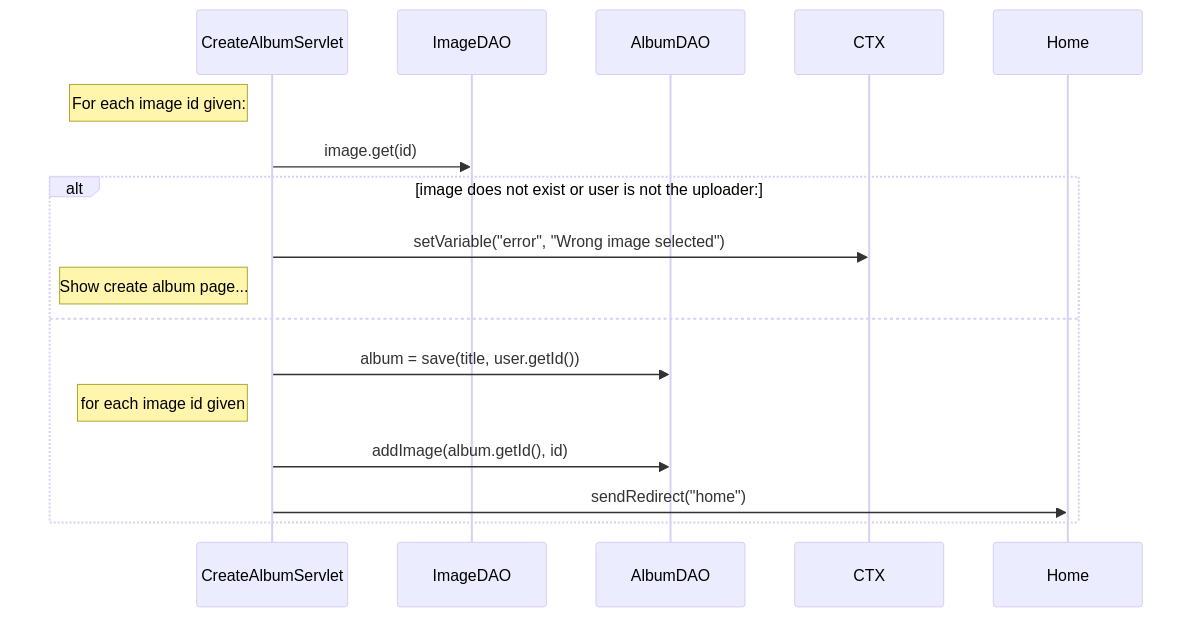 CreateAlbumServlet
ImageDAO
AlbumDAO
CTX
Home
For each image id given:
image.get(id)
alt
[image does not exist or user is not the uploader:]
setVariable("error", "Wrong image selected")
Show create album page...
album = save(title, user.getId())
for each image id given
addImage(album.getId(), id)
sendRedirect("home")
CreateAlbumServlet
ImageDAO
AlbumDAO
CTX
Home